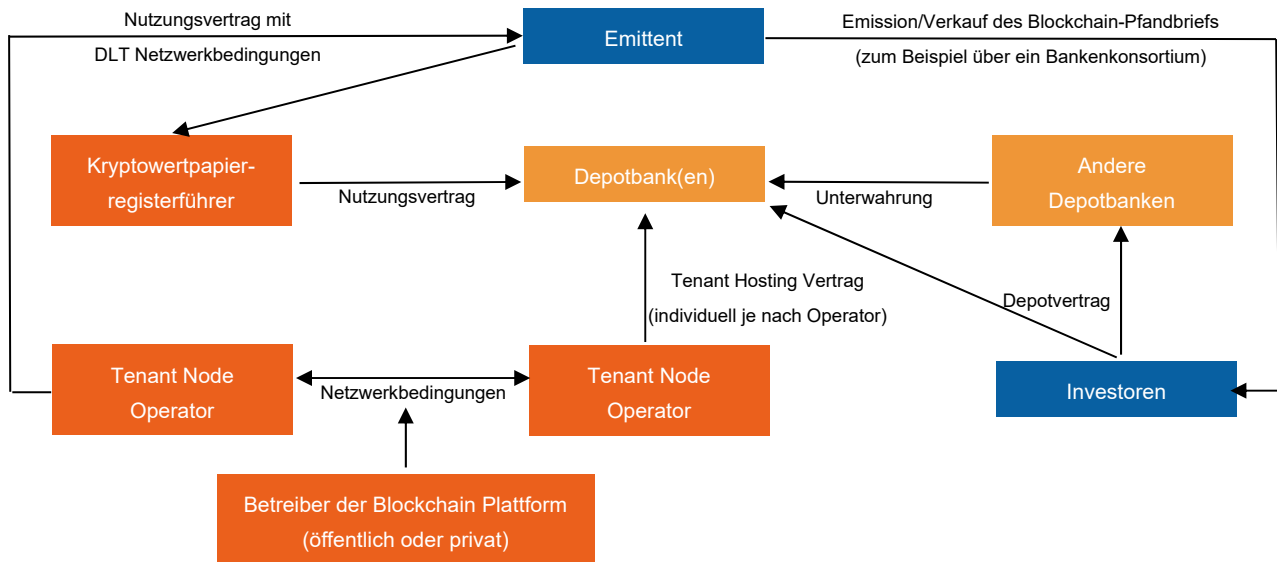 Nutzungsvertrag mit
DLT Netzwerkbedingungen
Emittent
Emission/Verkauf des Blockchain-Pfandbriefs
(zum Beispiel über ein Bankenkonsortium)
Kryptowertpapier-
registerführer
Nutzungsvertrag
Depotbank(en)
Unterwahrung
Andere
Depotbanken
Tenant Hosting Vertrag
(individuell je nach Operator)
Depotvertrag
Tenant Node
Operator
Netzwerkbedingungen
Tenant Node
Operator
Investoren
Betreiber der Blockchain Plattform
(öffentlich oder privat)